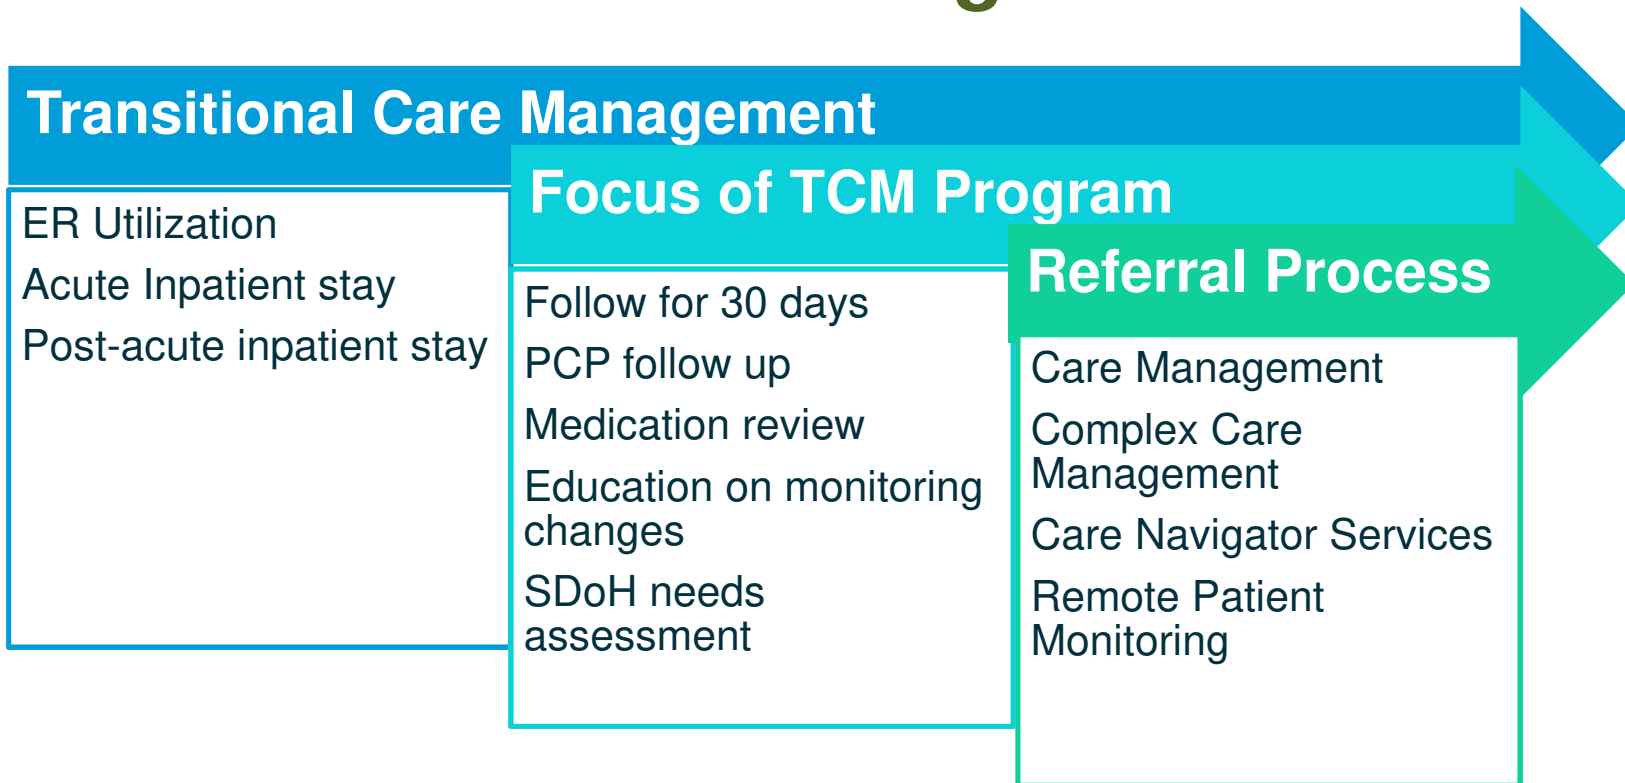 Transitional Care Management
ER Utilization
Acute Inpatient stay
Post-acute inpatient stay
Focus of TCM Program
Follow for 30 days
PCP follow up
Medication review
Education on monitoring
changes
SDoH needs
assessment
Referral Process
Care Management
Complex Care
Management
Care Navigator Services
Remote Patient
Monitoring